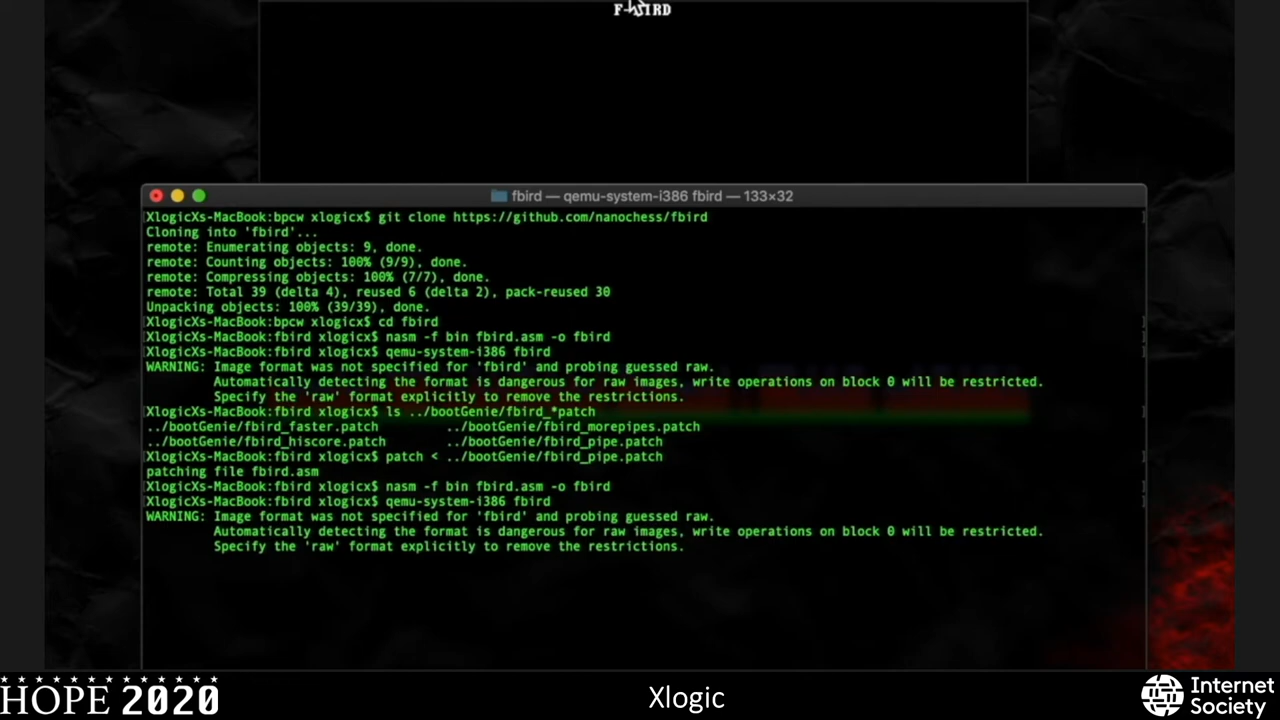 F-BIRD
fbird — qemu-system-i386 fbird — 133×32
XlogicXs-MacBook:bpcw xlogicx$ git clone https://github.com/nanochess/fbird
Cloning into 'fbird'...
remote: Enumerating objects: 9, done.
remote: Counting objects: 100% (9/9), done.
remote: Compressing objects: 100% (7/7), done.
remote: Total 39 (delta 4), reused 6 (delta 2), pack-reused 30
Unpacking objects: 100% (39/39), done.
XlogicXs-MacBook:bpcw xlogicx$ cd fbird
XlogicXs-MacBook:fbird xlogicx$ nasm -f bin fbird.asm -o fbird
XlogicXs-MacBook:fbird xlogicx$ qemu-system-i386 fbird
WARNING: Image format was not specified for 'fbird' and probing guessed raw.
Automatically detecting the format is dangerous for raw images, write operations on block 0 will be restricted.
Specify the 'raw' format explicitly to remove the restrictions.
XlogicXs-MacBook:fbird xlogicx$ ls ../bootGenie/fbird_*patch
../bootGenie/fbird_faster.patch ../bootGenie/fbird_morepipes.patch
../bootGenie/fbird_hiscore.patch ../bootGenie/fbird_pipe.patch
XlogicXs-MacBook:fbird xlogicx$ patch < ../bootGenie/fbird_pipe.patch
patching file fbird.asm
XlogicXs-MacBook:fbird xlogicx$ nasm -f bin fbird.asm -o fbird
XlogicXs-MacBook:fbird xlogicx$ qemu-system-i386 fbird
WARNING: Image format was not specified for 'fbird' and probing guessed raw.
Automatically detecting the format is dangerous for raw images, write operations on block 0 will be restricted.
Specify the 'raw' format explicitly to remove the restrictions.
HOPE 2020
Xlogic
Internet
Society